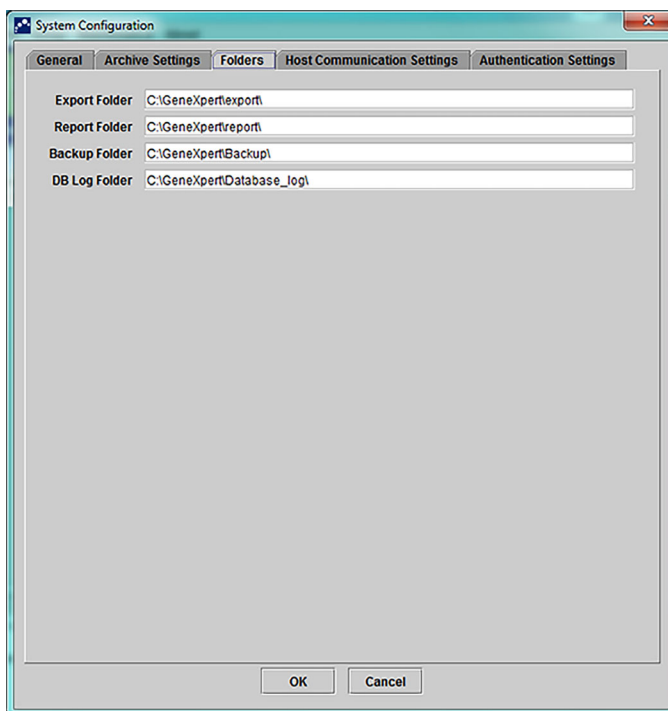 System Configuration
General Archive Settings Folders Host Communication Settings Authentication Settings
Export Folder C:\GeneXpert\export\
Report Folder C:\GeneXpert\report\
Backup Folder C:\GeneXpert\Backup\
DB Log Folder C:\GeneXpert\Database_log\
OK Cancel